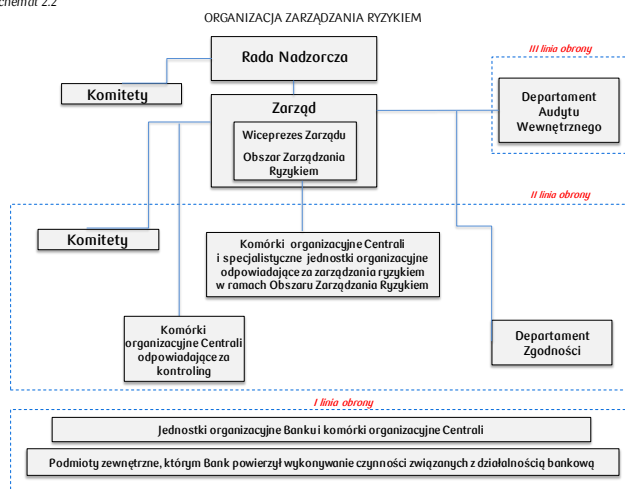 chemat 2.2
ORGANIZACJA ZARZĄDZANIA RYZYKIEM
III linia obrony
Rada Nadzorcza
Komitety
Zarząd
Wiceprezes Zarządu
Obszar Zarządzania
Ryzykiem
Departament
Audytu
Wewnętrznego
II linia obrony
Komitety
Komórki organizacyjne Centrali
i specjalistyczne jednostki organizacyjne
odpowiadające za zarządzania ryzykiem
w ramach Obszaru Zarządzania Ryzykiem
Komórki
organizacyjne Centrali
odpowiadające za
kontroling
Departament
Zgodności
I linia obrony
Jednostki organizacyjne Banku i komórki organizacyjne Centrali
Podmioty zewnętrzne, którym Bank powierzył wykonywanie czynności związanych z działalnością bankową